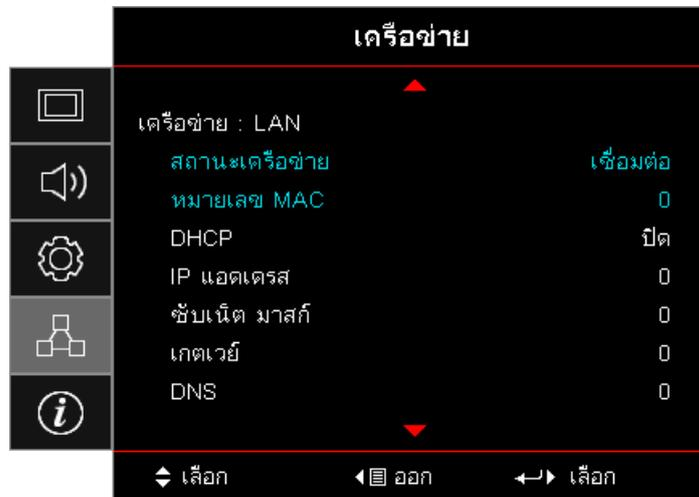 เครือข่าย
เครือข่าย : LAN
สถานะเครือข่าย เชื่อมต่อ
หมายเลข MAC 0
DHCP ปิด
IP แอดเดรส 0
ซับเน็ต มาสก์ 0
เกตเวย์ 0
DNS 0
เลือก ออก เลือก